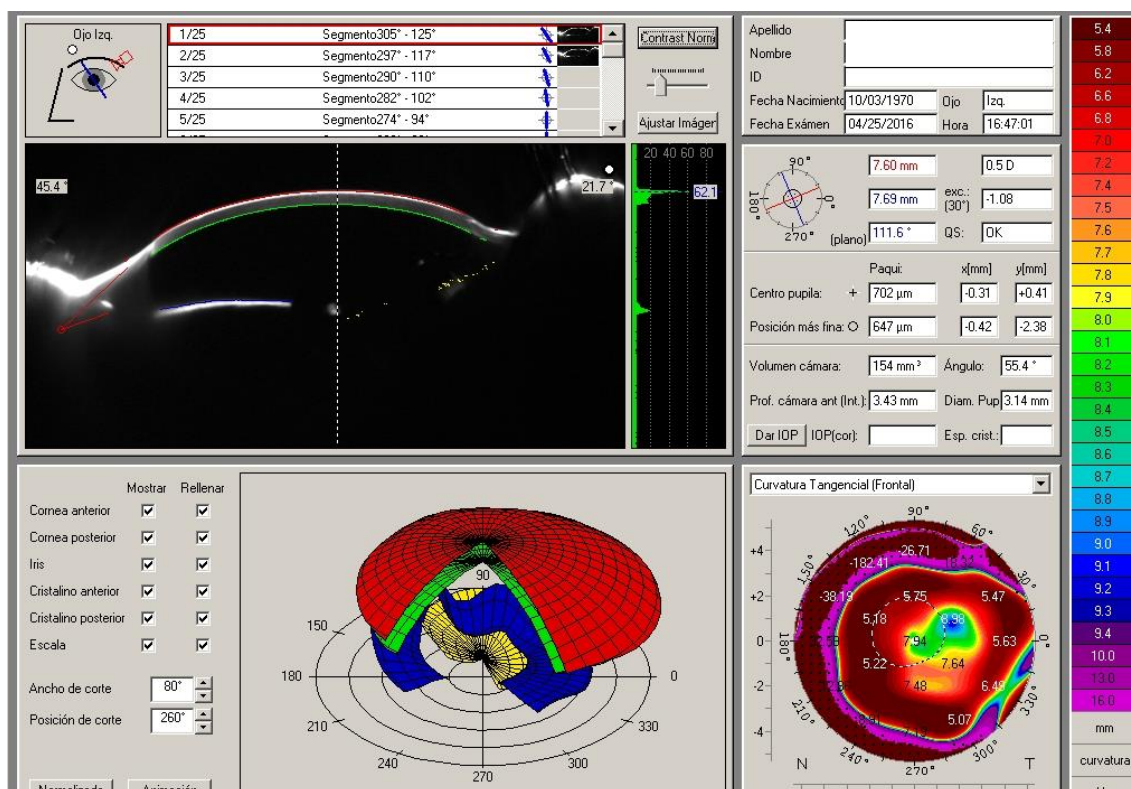 Ojo Izq.
1/25 Segmento305° - 125°
2/25 Segmento297° - 117°
3/25 Segmento290° - 110°
4/25 Segmento282° - 102°
5/25 Segmento274° - 94°
Contrast Norm
Ajustar Imáger
45.4 °
21.7 °
20 40 60 80
62.1
Apellido
Nombre
ID
Fecha Nacimiento 10/03/1970 Ojo Izq.
Fecha Exámen 04/25/2016 Hora 16:47:01
90°
180°
0°
270°
(plano)
7.60 mm 0.5 D
7.69 mm exc.: (30°) -1.08
111.6 ° QS: OK
Paqui: x[mm] y[mm]
Centro pupila: + 702 µm -0.31 +0.41
Posición más fina: O 647 µm -0.42 -2.38
Volumen cámara: 154 mm³ Ángulo: 55.4 °
Prof. cámara ant (Int.): 3.43 mm Diam. Pup 3.14 mm
Dar IOP IOP(cor): Esp. crist.:
Mostrar Rellenar
Cornea anterior
Cornea posterior
Iris
Cristalino anterior
Cristalino posterior
Escala
Ancho de corte 80°
Posición de corte 260°
Normalizado Animación
90
150
180
0
210
330
240
270
300
Curvatura Tangencial (Frontal)
120° 90° 60°
150° 30°
180° 0°
210° 330°
240° 270° 300°
+4
+2
0
-2
-4
-26.71
-182.41
-38.19 5.75 5.47
5.18 8.98
7.94 5.63
5.22 7.64
7.48 6.48
5.07
N T
5.4
5.8
6.2
6.6
6.8
7.0
7.2
7.4
7.5
7.6
7.7
7.8
7.9
8.0
8.1
8.2
8.3
8.4
8.5
8.6
8.7
8.8
8.9
9.0
9.1
9.2
9.3
9.4
10.0
13.0
16.0
mm
curvatura